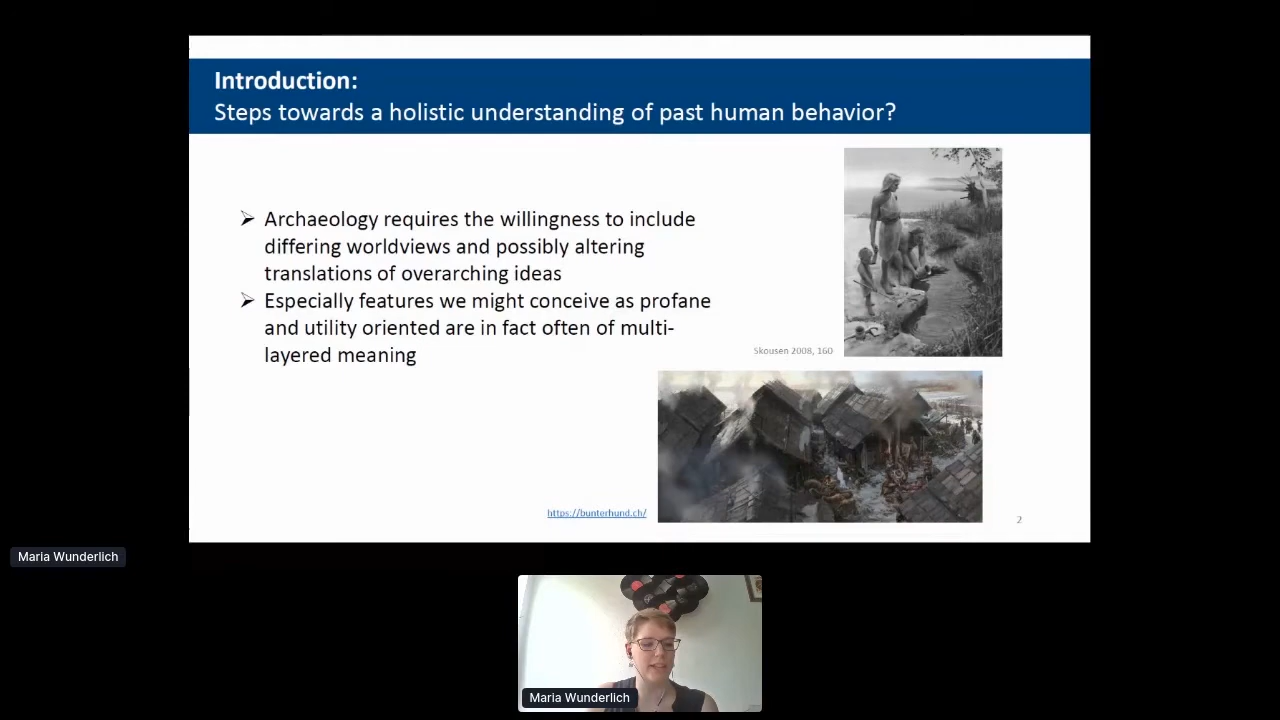 Introduction:
Steps towards a holistic understanding of past human behavior?
➢ Archaeology requires the willingness to include
differing worldviews and possibly altering
translations of overarching ideas
➢ Especially features we might conceive as profane
and utility oriented are in fact often of multi-
layered meaning
Skousen 2008, 160
https://bunterhund.ch/
2
Maria Wunderlich
Maria Wunderlich